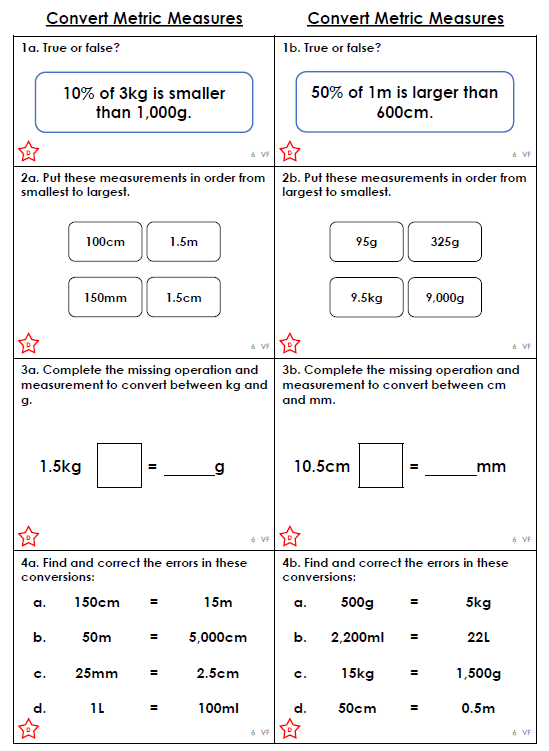 Convert Metric Measures
1a. True or false?
10% of 3kg is smaller
than 1,000g.
D
6 VF
2a. Put these measurements in order from
smallest to largest.
100cm 1.5m
150mm 1.5cm
D
6 VF
3a. Complete the missing operation and
measurement to convert between kg and
g.
1.5kg = ______g
D
6 VF
4a. Find and correct the errors in these
conversions:
a. 150cm = 15m
b. 50m = 5,000cm
c. 25mm = 2.5cm
d. 1L = 100ml
D
6 VF
Convert Metric Measures
1b. True or false?
50% of 1m is larger than
600cm.
D
6 VF
2b. Put these measurements in order from
largest to smallest.
95g 325g
9.5kg 9,000g
D
6 VF
3b. Complete the missing operation and
measurement to convert between cm
and mm.
10.5cm = ______mm
D
6 VF
4b. Find and correct the errors in these
conversions:
a. 500g = 5kg
b. 2,200ml = 22L
c. 15kg = 1,500g
d. 50cm = 0.5m
D
6 VF